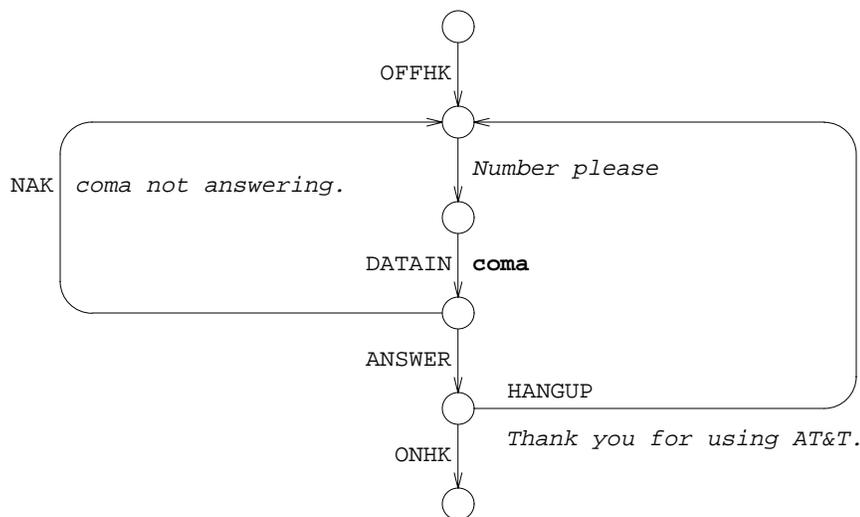 OFFHK
Number please
NAK coma not answering.
DATAIN coma
ANSWER
HANGUP
Thank you for using AT&T.
ONHK